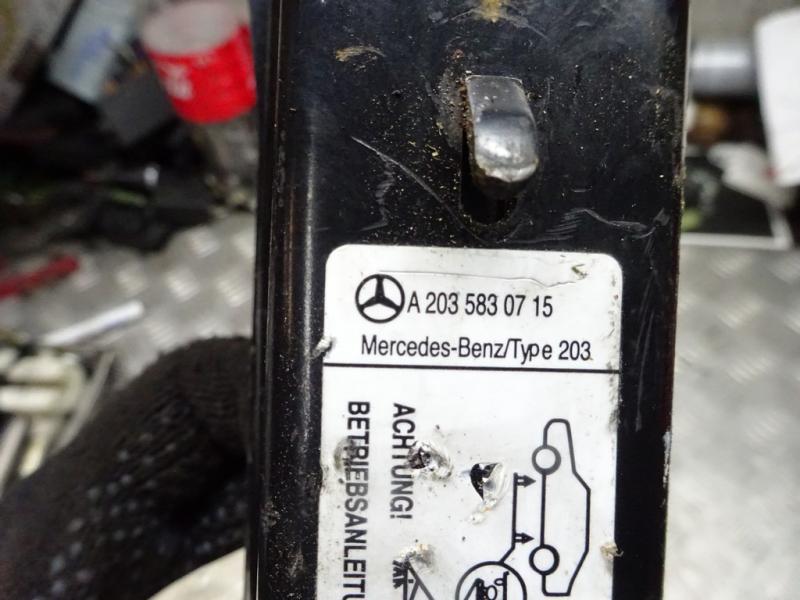 A 203 583 07 15
Mercedes-Benz/Type 203
ACHTUNG!